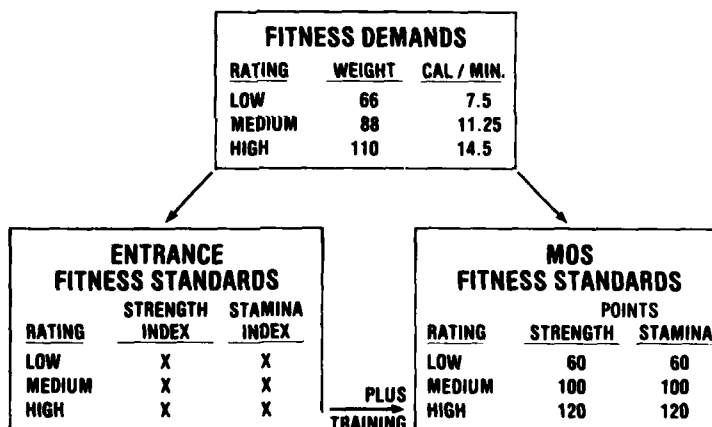 FITNESS DEMANDS
RATING WEIGHT CAL / MIN.
LOW 66 7.5
MEDIUM 88 11.25
HIGH 110 14.5
ENTRANCE
FITNESS STANDARDS
STRENGTH STAMINA
RATING INDEX INDEX
LOW X X
MEDIUM X X
HIGH X X
PLUS
TRAINING
MOS
FITNESS STANDARDS
POINTS
RATING STRENGTH STAMINA
LOW 60 60
MEDIUM 100 100
HIGH 120 120